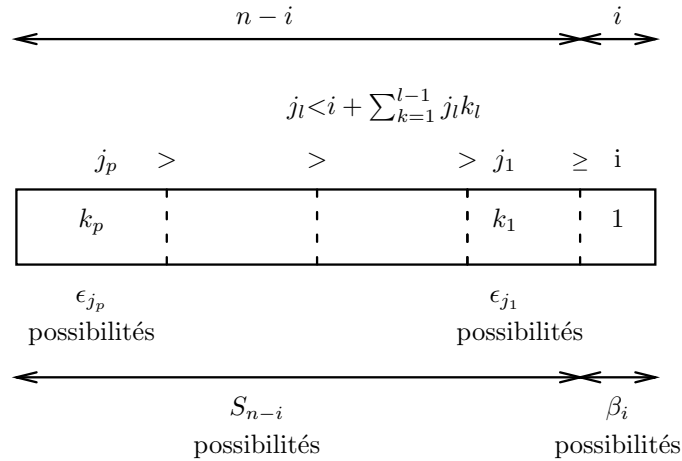 n − i i
j_l<i + ∑_{k=1}^{l−1} j_l k_l
j_p > > > j_1 ≥ i
k_p k_1 1
ϵ_{j_p} ϵ_{j_1}
possibilités possibilités
S_{n−i} β_i
possibilités possibilités